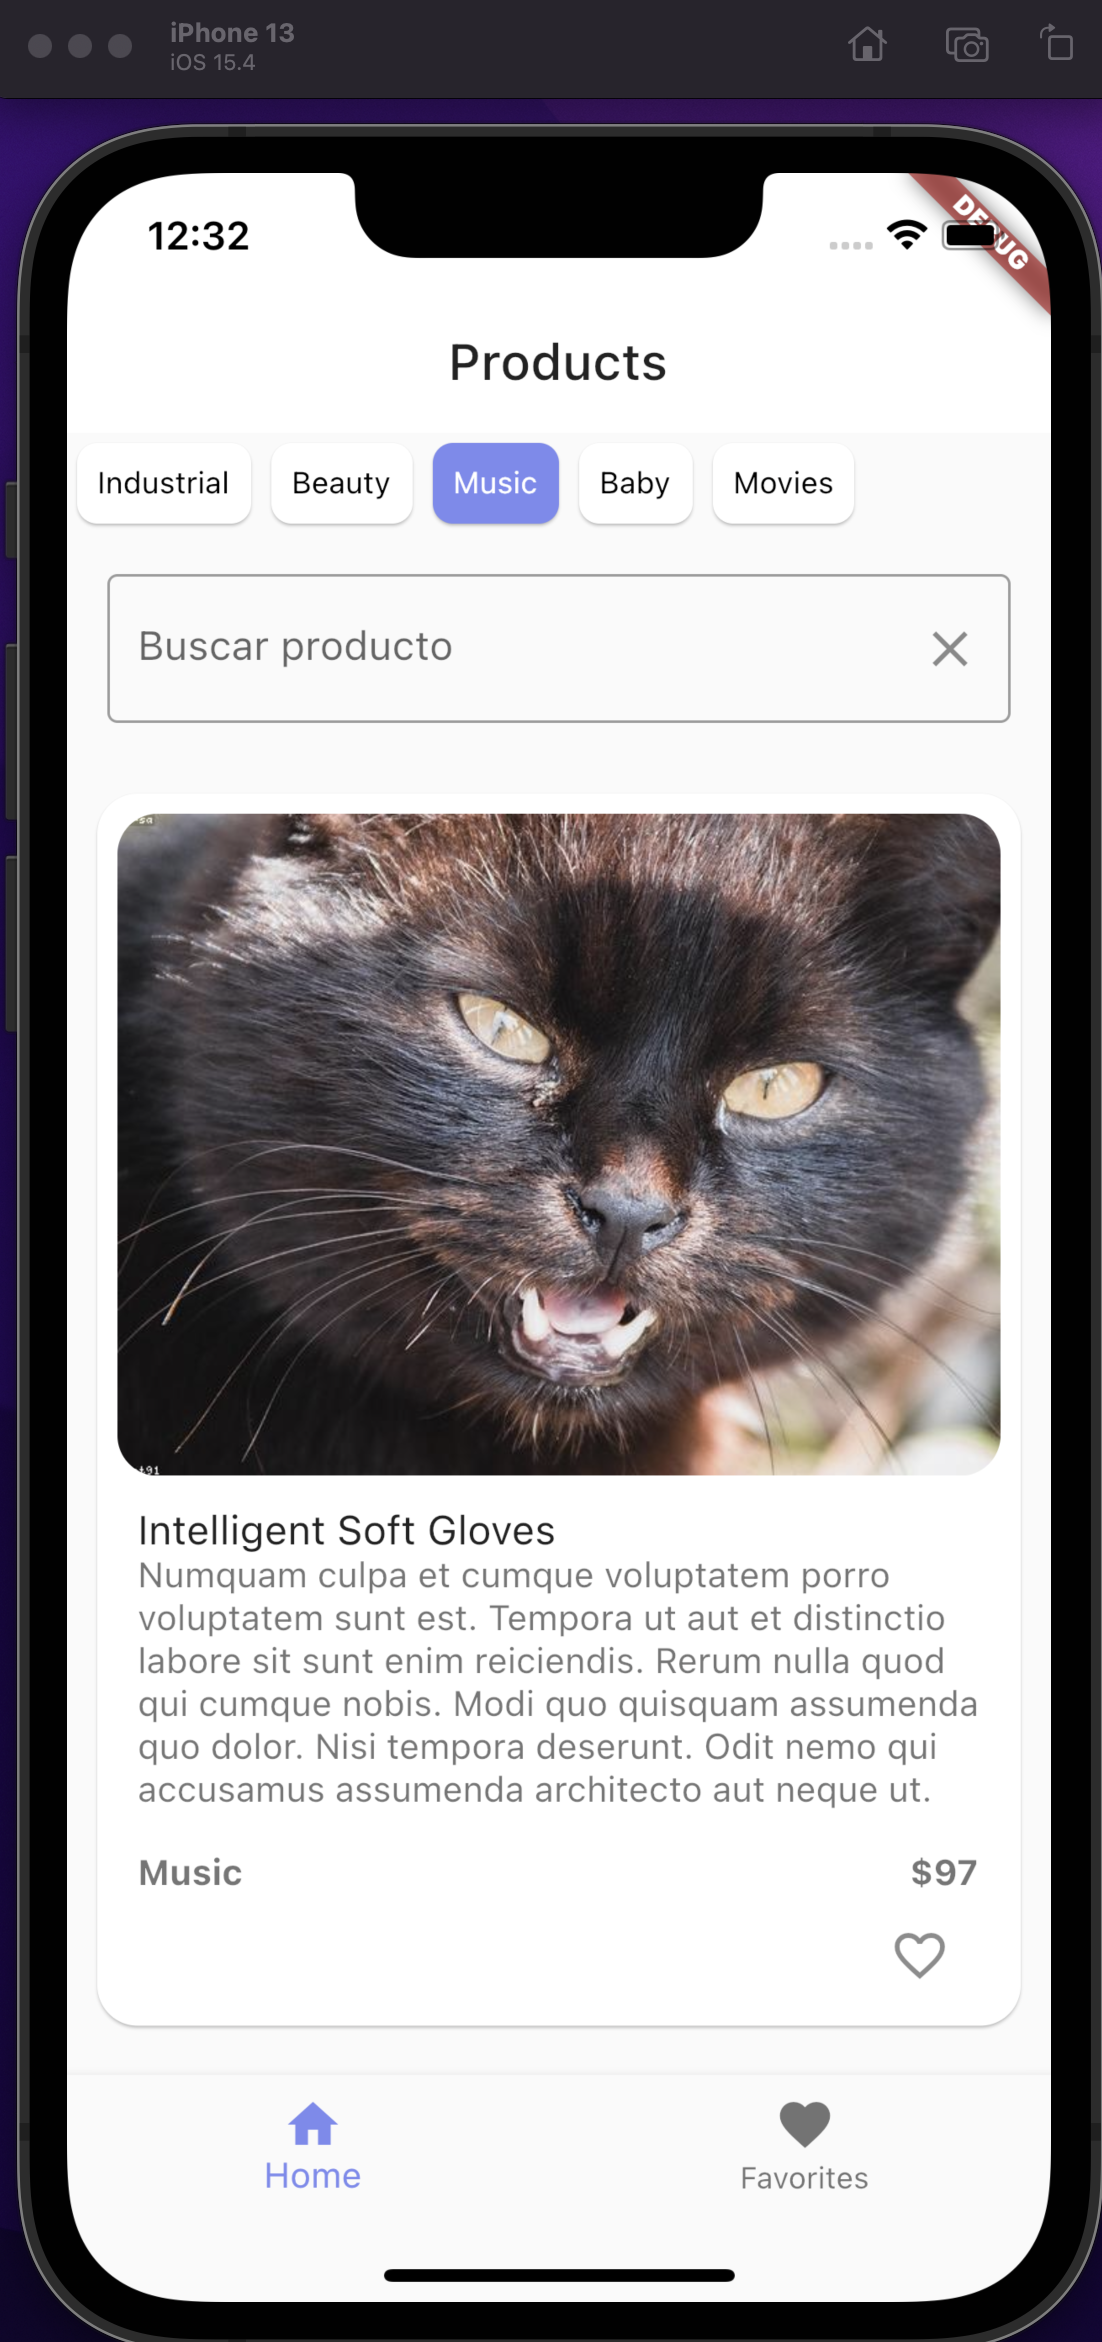 iPhone 13
iOS 15.4
12:32
DEBUG
Products
Industrial
Beauty
Music
Baby
Movies
Buscar producto
sa
t91
Intelligent Soft Gloves
Numquam culpa et cumque voluptatem porro
voluptatem sunt est. Tempora ut aut et distinctio
labore sit sunt enim reiciendis. Rerum nulla quod
qui cumque nobis. Modi quo quisquam assumenda
quo dolor. Nisi tempora deserunt. Odit nemo qui
accusamus assumenda architecto aut neque ut.
Music
$97
Home
Favorites